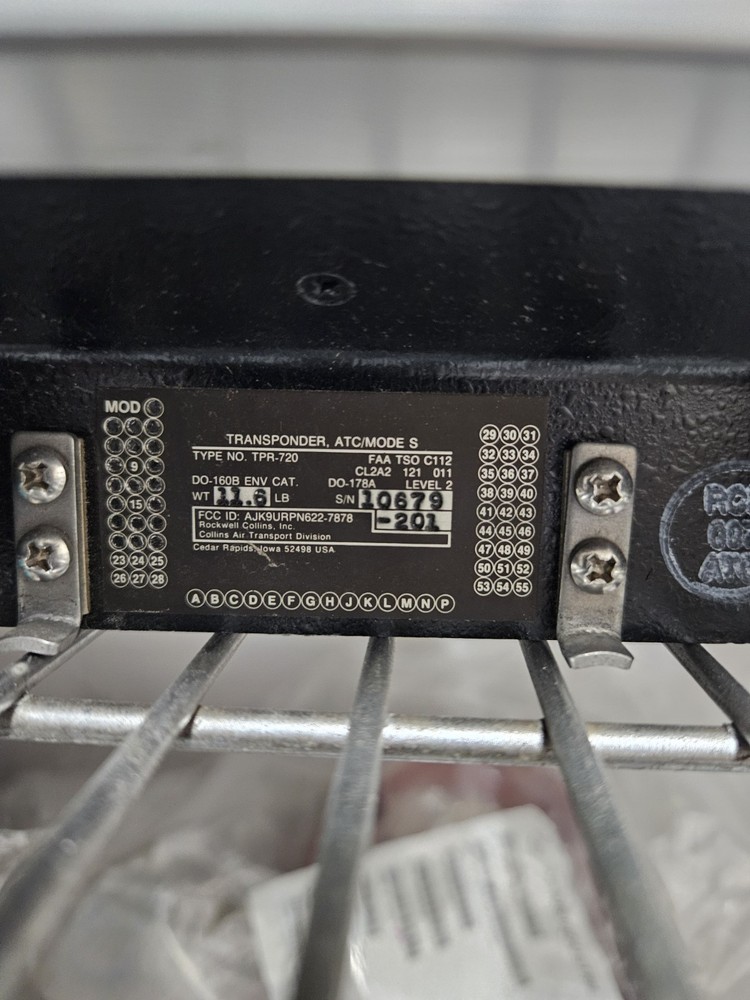 MOD
9
15
23 24 25
26 27 28
TRANSPONDER, ATC/MODE S
TYPE NO. TPR-720 FAA TSO C112
CL2A2 121 011
DO-160B ENV CAT. DO-178A LEVEL 2
WT 11.6 LB S/N 10679
FCC ID: AJK9URPN622-7878 -201
Rockwell Collins, Inc.
Collins Air Transport Division
Cedar Rapids, Iowa 52498 USA
29 30 31
32 33 34
35 36 37
38 39 40
41 42 43
44 45 46
47 48 49
50 51 52
53 54 55
A B C D E F G H J K L M N P